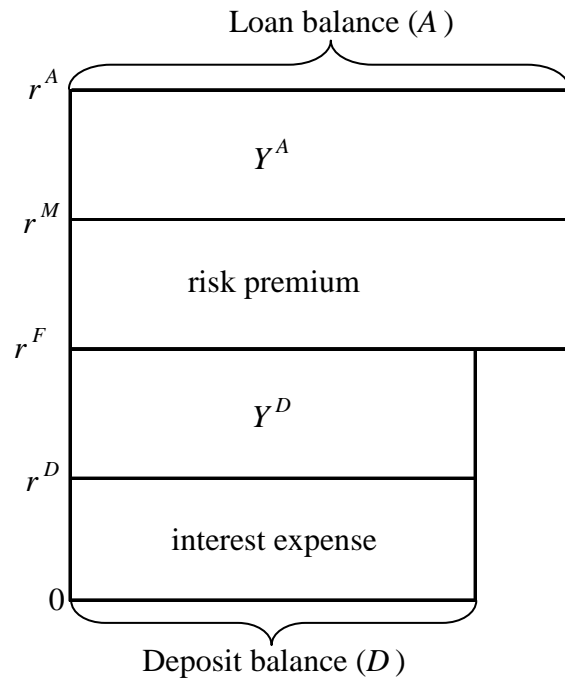 Loan balance (A)
r^A
Y^A
r^M
risk premium
r^F
Y^D
r^D
interest expense
0
Deposit balance (D)